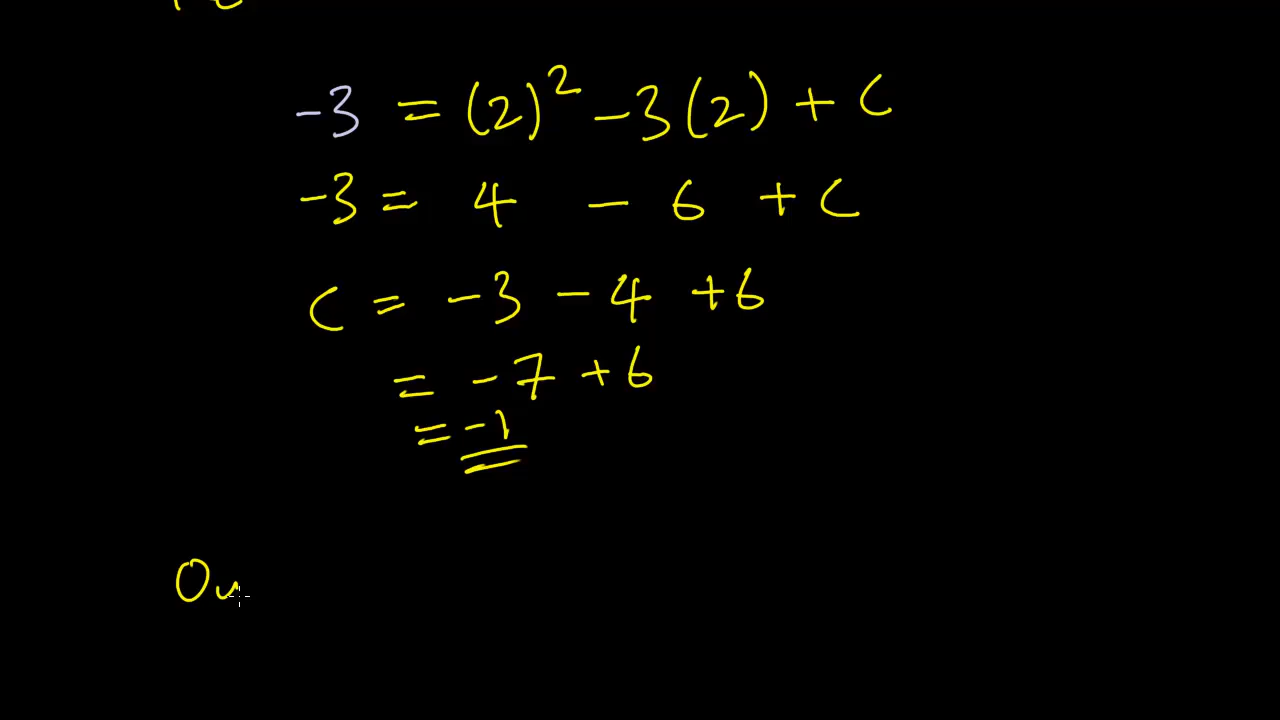 -3 = (2)² - 3(2) + C
-3 = 4 - 6 + C
C = -3 - 4 + 6
= -7 + 6
= -1
Ou